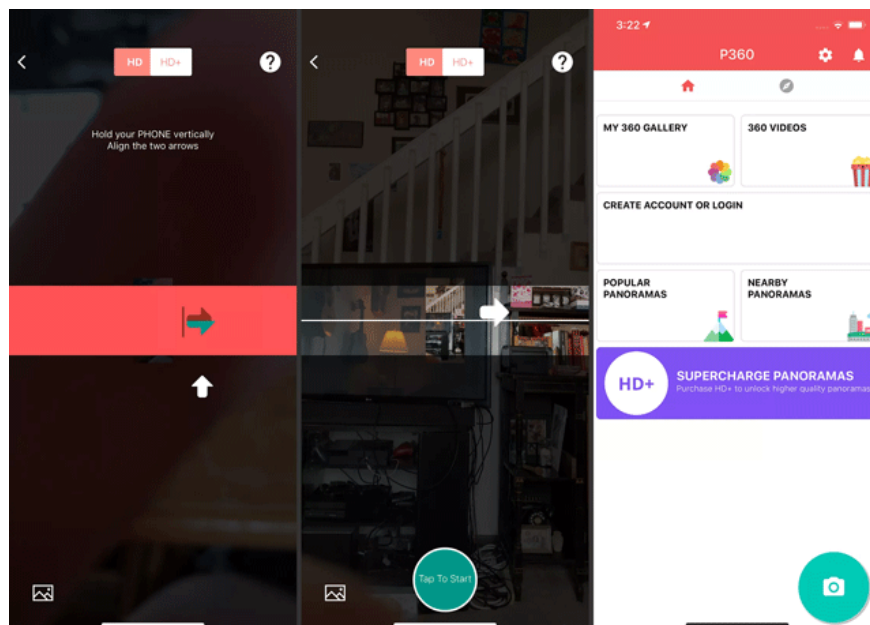 HD HD+
?
Hold your PHONE vertically
Align the two arrows
HD HD+
?
Tap To Start
3:22
P360
MY 360 GALLERY
360 VIDEOS
CREATE ACCOUNT OR LOGIN
POPULAR
PANORAMAS
NEARBY
PANORAMAS
HD+
SUPERCHARGE PANORAMAS
Purchase HD+ to unlock higher quality panoramas